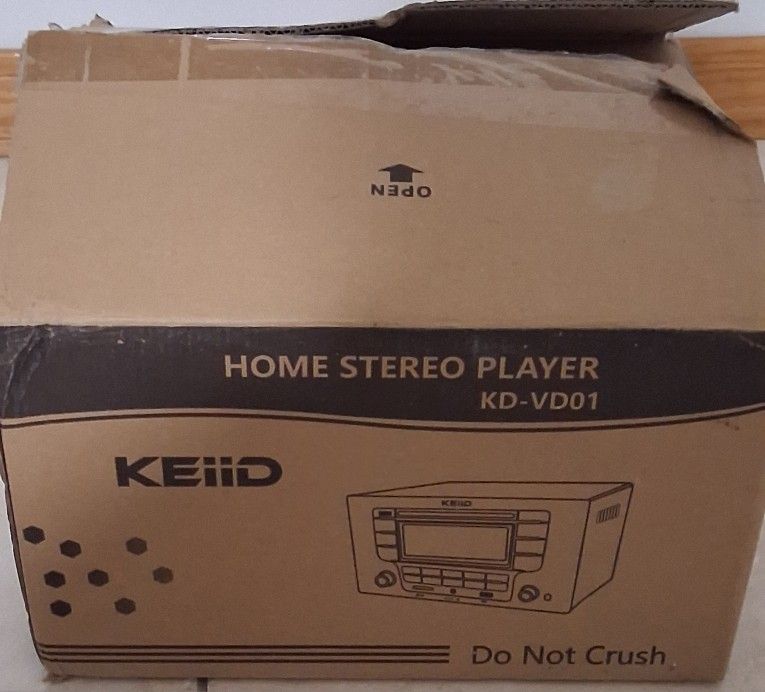 OPEN
HOME STEREO PLAYER
KD-VD01
KEiiD
KEiiD
Do Not Crush